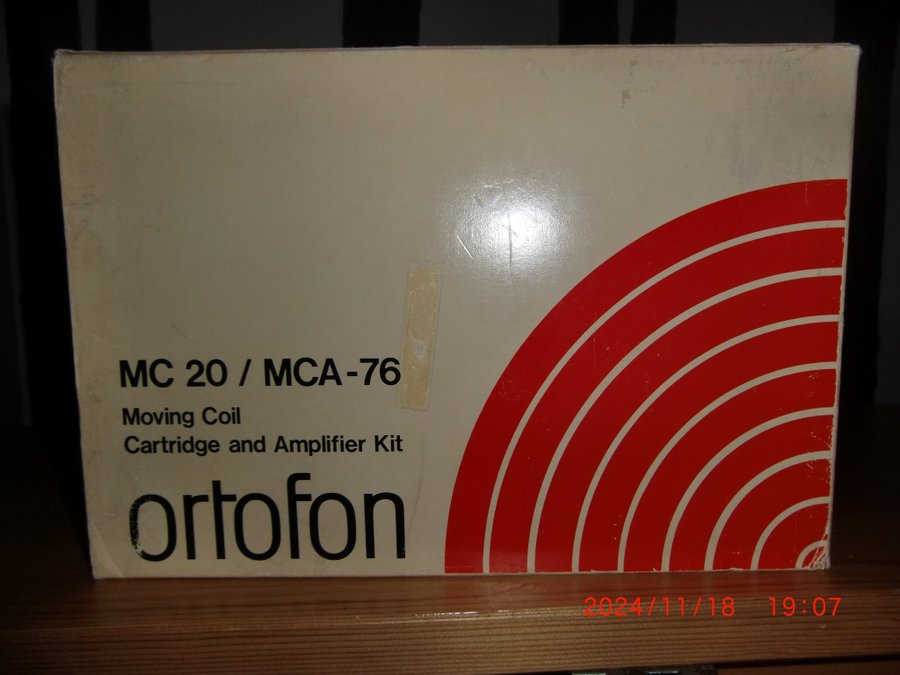 MC 20 / MCA-76
Moving Coil
Cartridge and Amplifier Kit
ortofon
2024/11/18 19:07